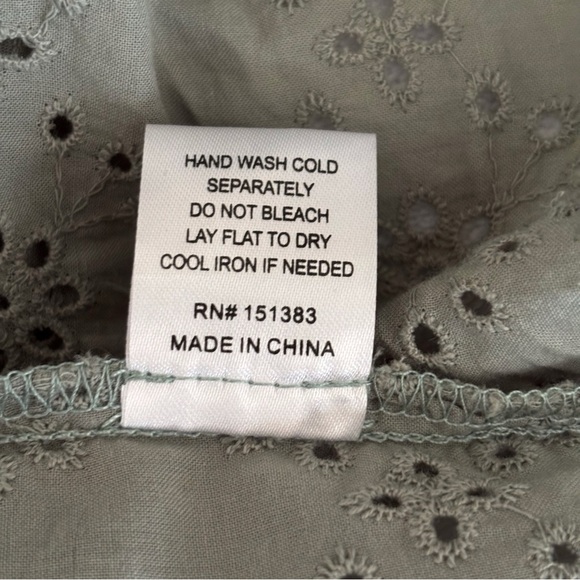 HAND WASH COLD
SEPARATELY
DO NOT BLEACH
LAY FLAT TO DRY
COOL IRON IF NEEDED
RN# 151383
MADE IN CHINA